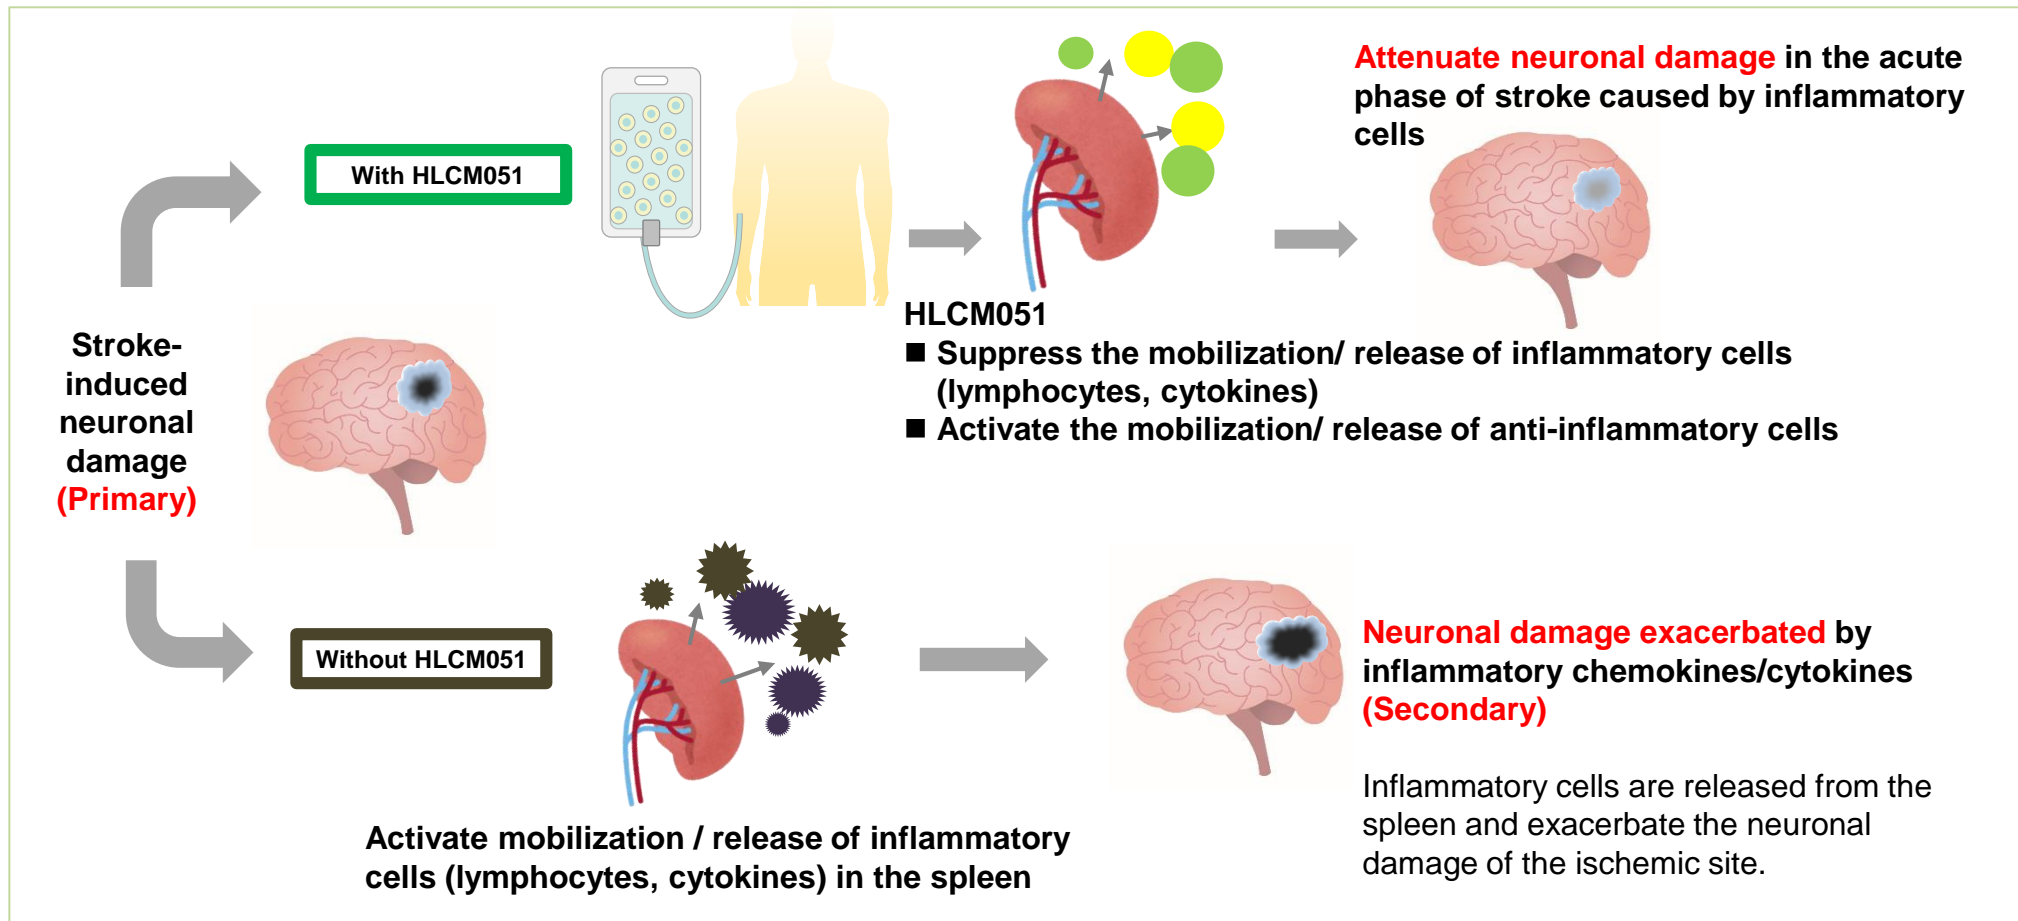 Stroke-
induced
neuronal
damage
(Primary)
With HLCM051
HLCM051
■ Suppress the mobilization/ release of inflammatory cells
(lymphocytes, cytokines)
■ Activate the mobilization/ release of anti-inflammatory cells
Attenuate neuronal damage in the acute
phase of stroke caused by inflammatory
cells
Without HLCM051
Activate mobilization / release of inflammatory
cells (lymphocytes, cytokines) in the spleen
Neuronal damage exacerbated by
inflammatory chemokines/cytokines
(Secondary)
Inflammatory cells are released from the
spleen and exacerbate the neuronal
damage of the ischemic site.